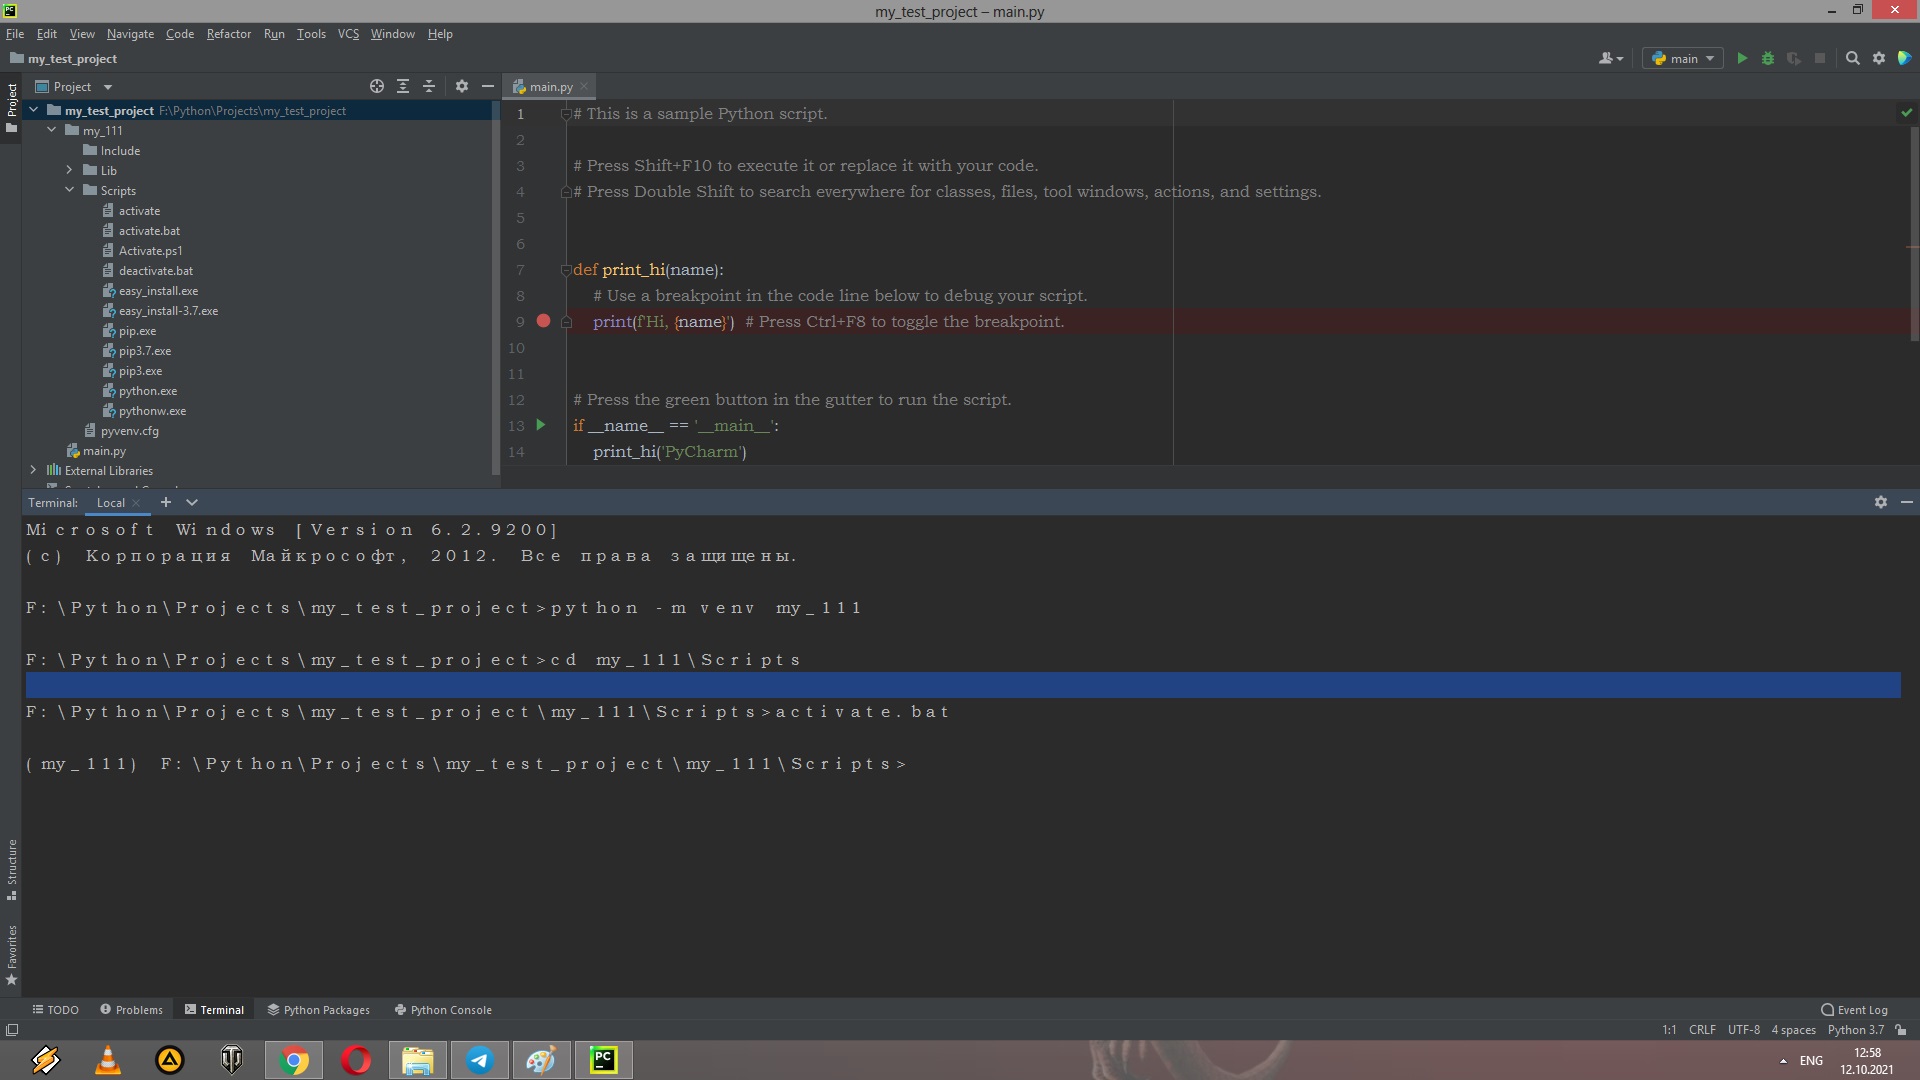 my_test_project – main.py
File Edit View Navigate Code Refactor Run Tools VCS Window Help
my_test_project
main
Project
Project
main.py
my_test_project F:\Python\Projects\my_test_project
my_111
Include
Lib
Scripts
activate
activate.bat
Activate.ps1
deactivate.bat
easy_install.exe
easy_install-3.7.exe
pip.exe
pip3.7.exe
pip3.exe
python.exe
pythonw.exe
pyvenv.cfg
main.py
External Libraries
1 # This is a sample Python script.
2
3 # Press Shift+F10 to execute it or replace it with your code.
4 # Press Double Shift to search everywhere for classes, files, tool windows, actions, and settings.
5
6
7 def print_hi(name):
8 # Use a breakpoint in the code line below to debug your script.
9 print(f'Hi, {name}') # Press Ctrl+F8 to toggle the breakpoint.
10
11
12 # Press the green button in the gutter to run the script.
13 if __name__ == '__main__':
14 print_hi('PyCharm')
Terminal: Local
Microsoft Windows [Version 6.2.9200]
(c) Корпорация Майкрософт, 2012. Все права защищены.
F:\Python\Projects\my_test_project>python -m venv my_111
F:\Python\Projects\my_test_project>cd my_111\Scripts
F:\Python\Projects\my_test_project\my_111\Scripts>activate.bat
(my_111) F:\Python\Projects\my_test_project\my_111\Scripts>
Structure
Favorites
TODO Problems Terminal Python Packages Python Console Event Log
1:1 CRLF UTF-8 4 spaces Python 3.7
PC
ENG
12:58
12.10.2021